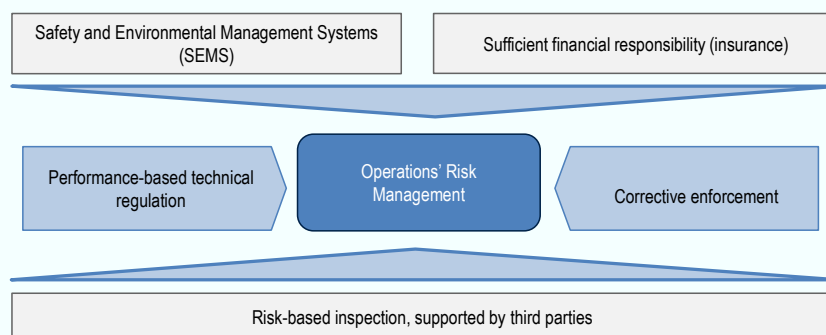 Safety and Environmental Management Systems
(SEMS)
Sufficient financial responsibility (insurance)
Performance-based technical
regulation
Operations’ Risk
Management
Corrective enforcement
Risk-based inspection, supported by third parties